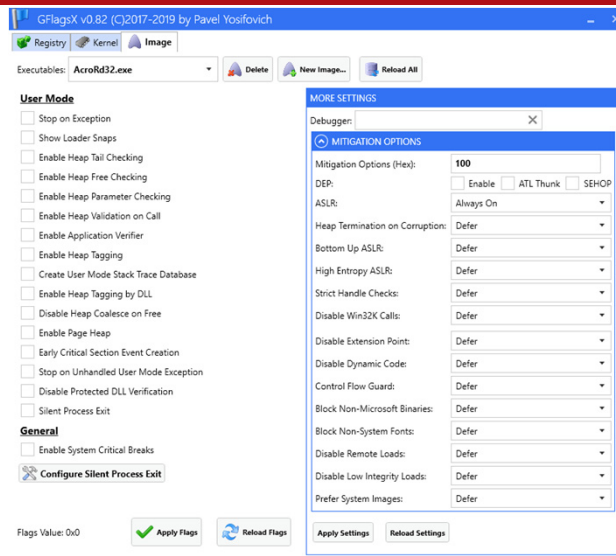 GFlagsX v0.82 (C)2017-2019 by Pavel Yosifovich
Registry Kernel Image
Executables: AcroRd32.exe Delete New Image... Reload All
User Mode
Stop on Exception
Show Loader Snaps
Enable Heap Tail Checking
Enable Heap Free Checking
Enable Heap Parameter Checking
Enable Heap Validation on Call
Enable Application Verifier
Enable Heap Tagging
Create User Mode Stack Trace Database
Enable Heap Tagging by DLL
Disable Heap Coalesce on Free
Enable Page Heap
Early Critical Section Event Creation
Stop on Unhandled User Mode Exception
Disable Protected DLL Verification
Silent Process Exit
General
Enable System Critical Breaks
Configure Silent Process Exit
Flags Value: 0x0 Apply Flags Reload Flags
MORE SETTINGS
Debugger:
MITIGATION OPTIONS
Mitigation Options (Hex): 100
DEP: Enable ATL Thunk SEHOP
ASLR: Always On
Heap Termination on Corruption: Defer
Bottom Up ASLR: Defer
High Entropy ASLR: Defer
Strict Handle Checks: Defer
Disable Win32K Calls: Defer
Disable Extension Point: Defer
Disable Dynamic Code: Defer
Control Flow Guard: Defer
Block Non-Microsoft Binaries: Defer
Block Non-System Fonts: Defer
Disable Remote Loads: Defer
Disable Low Integrity Loads: Defer
Prefer System Images: Defer
Apply Settings Reload Settings